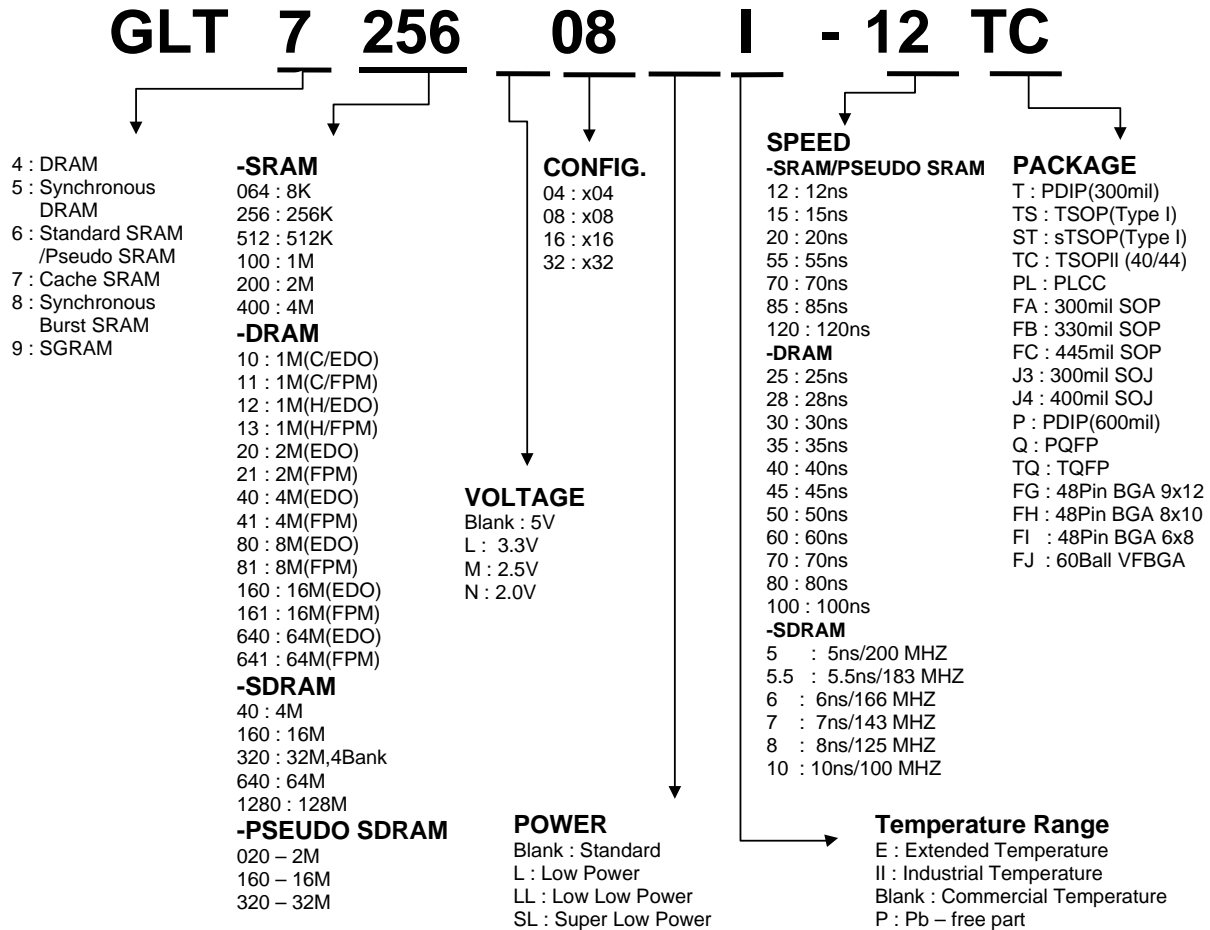 GLT 7 256 08 I - 12 TC
4 : DRAM
5 : Synchronous
DRAM
6 : Standard SRAM
/Pseudo SRAM
7 : Cache SRAM
8 : Synchronous
Burst SRAM
9 : SGRAM
-SRAM
064 : 8K
256 : 256K
512 : 512K
100 : 1M
200 : 2M
400 : 4M
-DRAM
10 : 1M(C/EDO)
11 : 1M(C/FPM)
12 : 1M(H/EDO)
13 : 1M(H/FPM)
20 : 2M(EDO)
21 : 2M(FPM)
40 : 4M(EDO)
41 : 4M(FPM)
80 : 8M(EDO)
81 : 8M(FPM)
160 : 16M(EDO)
161 : 16M(FPM)
640 : 64M(EDO)
641 : 64M(FPM)
-SDRAM
40 : 4M
160 : 16M
320 : 32M,4Bank
640 : 64M
1280 : 128M
-PSEUDO SDRAM
020 – 2M
160 – 16M
320 – 32M
VOLTAGE
Blank : 5V
L : 3.3V
M : 2.5V
N : 2.0V
CONFIG.
04 : x04
08 : x08
16 : x16
32 : x32
POWER
Blank : Standard
L : Low Power
LL : Low Low Power
SL : Super Low Power
SPEED
-SRAM/PSEUDO SRAM
12 : 12ns
15 : 15ns
20 : 20ns
55 : 55ns
70 : 70ns
85 : 85ns
120 : 120ns
-DRAM
25 : 25ns
28 : 28ns
30 : 30ns
35 : 35ns
40 : 40ns
45 : 45ns
50 : 50ns
60 : 60ns
70 : 70ns
80 : 80ns
100 : 100ns
-SDRAM
5 : 5ns/200 MHZ
5.5 : 5.5ns/183 MHZ
6 : 6ns/166 MHZ
7 : 7ns/143 MHZ
8 : 8ns/125 MHZ
10 : 10ns/100 MHZ
PACKAGE
T : PDIP(300mil)
TS : TSOP(Type I)
ST : sTSOP(Type I)
TC : TSOPll (40/44)
PL : PLCC
FA : 300mil SOP
FB : 330mil SOP
FC : 445mil SOP
J3 : 300mil SOJ
J4 : 400mil SOJ
P : PDIP(600mil)
Q : PQFP
TQ : TQFP
FG : 48Pin BGA 9x12
FH : 48Pin BGA 8x10
FI : 48Pin BGA 6x8
FJ : 60Ball VFBGA
Temperature Range
E : Extended Temperature
II : Industrial Temperature
Blank : Commercial Temperature
P : Pb – free part